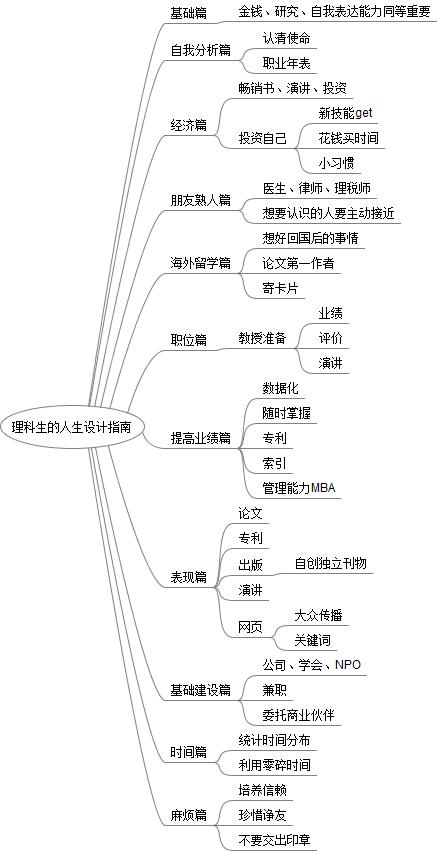 基础篇
金钱、研究、自我表达能力同等重要
自我分析篇
认清使命
职业年表
经济篇
畅销书、演讲、投资
投资自己
新技能get
花钱买时间
小习惯
朋友熟人篇
医生、律师、理税师
想要认识的人要主动接近
海外留学篇
想好回国后的事情
论文第一作者
寄卡片
职位篇
教授准备
业绩
评价
演讲
理科生的人生设计指南
提高业绩篇
数据化
随时掌握
专利
索引
管理能力MBA
表现篇
论文
专利
出版
自创独立刊物
演讲
网页
大众传播
关键词
基础建设篇
公司、学会、NPO
兼职
委托商业伙伴
时间篇
统计时间分布
利用零碎时间
麻烦篇
培养信赖
珍惜诤友
不要交出印章